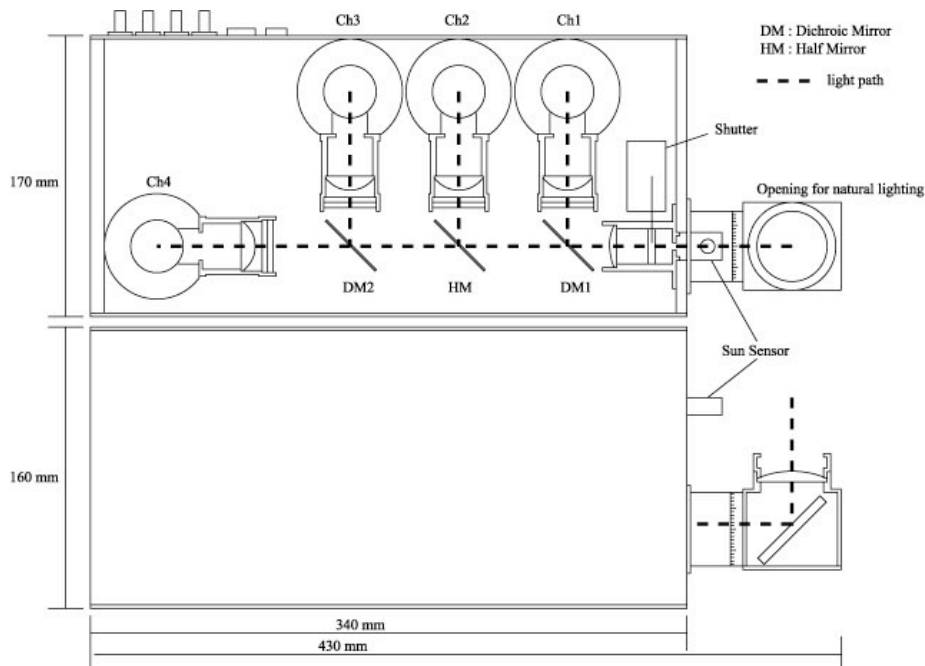 Ch3
Ch2
Ch1
DM : Dichroic Mirror
HM : Half Mirror
light path
Shutter
170 mm
Ch4
Opening for natural lighting
DM2
HM
DM1
Sun Sensor
160 mm
340 mm
430 mm